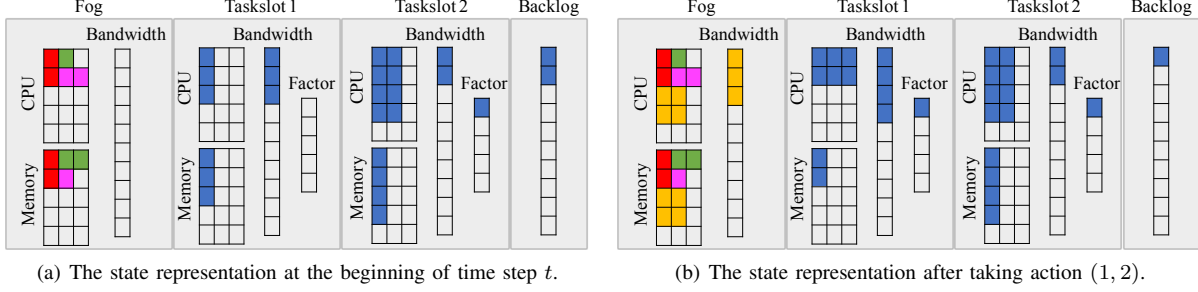 Fog Taskslot 1 Taskslot 2 Backlog
Bandwidth Bandwidth Bandwidth
CPU CPU Factor CPU Factor
Memory Memory Memory
(a) The state representation at the beginning of time step t.
Fog Taskslot 1 Taskslot 2 Backlog
Bandwidth Bandwidth Bandwidth
CPU CPU Factor CPU Factor
Memory Memory Memory
(b) The state representation after taking action (1, 2).